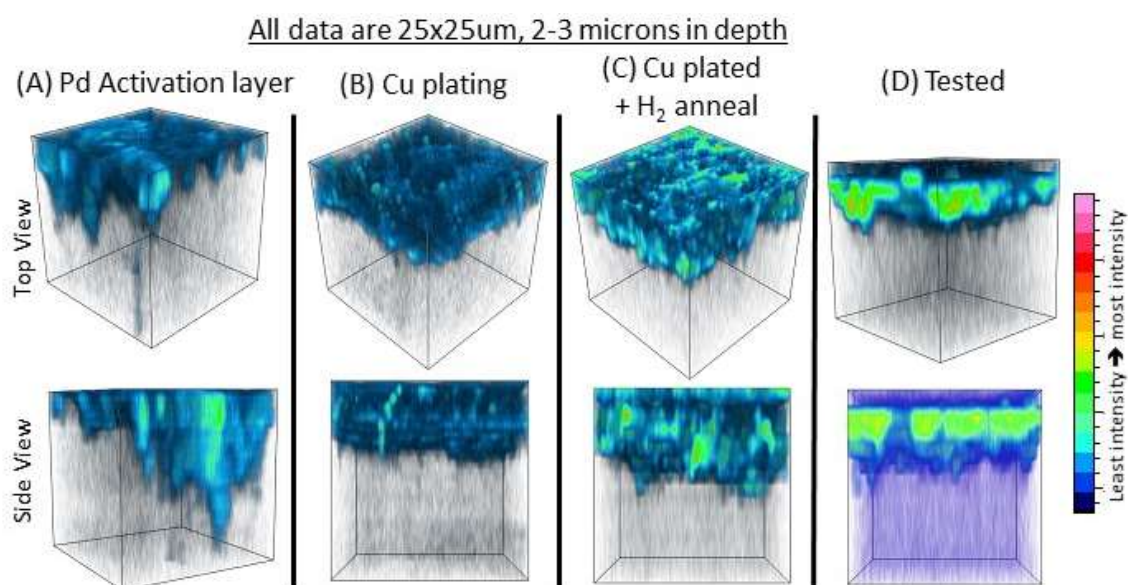 All data are 25x25um, 2-3 microns in depth
(A) Pd Activation layer
(B) Cu plating
(C) Cu plated
+ H₂ anneal
(D) Tested
Top View
Side View
Least intensity 🡺 most intensity